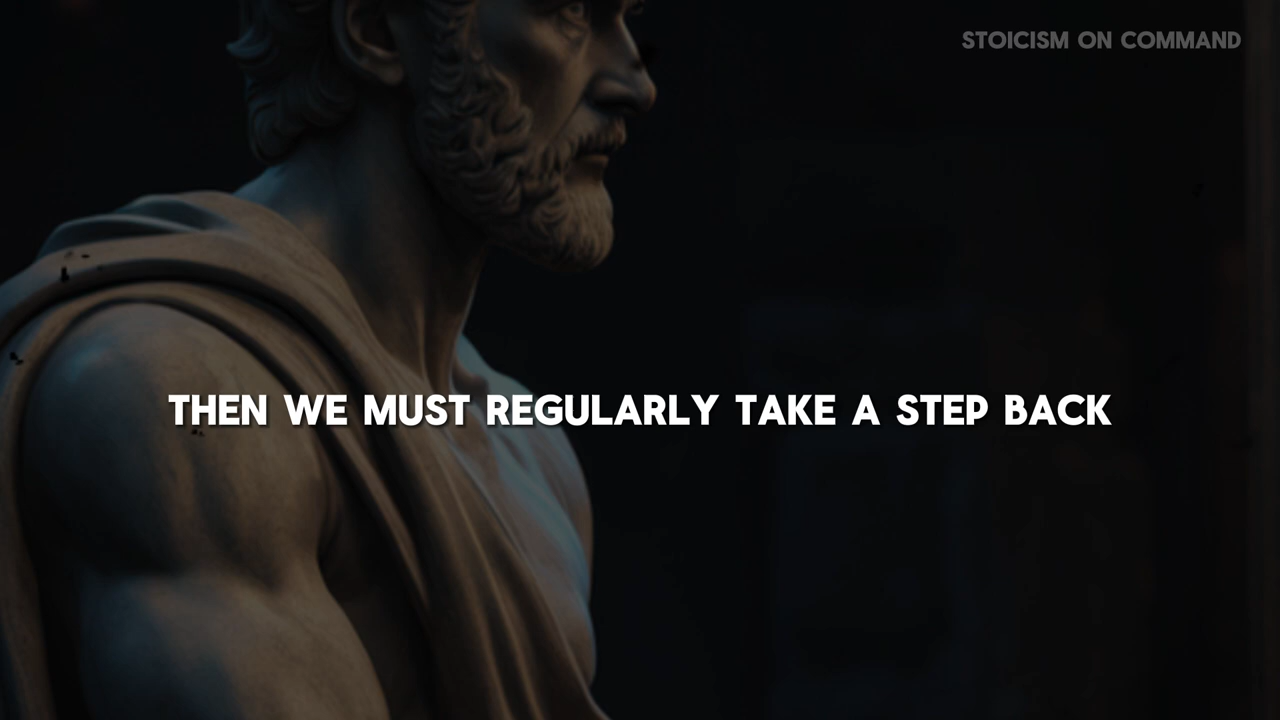 STOICISM ON COMMAND
THEN WE MUST REGULARLY TAKE A STEP BACK